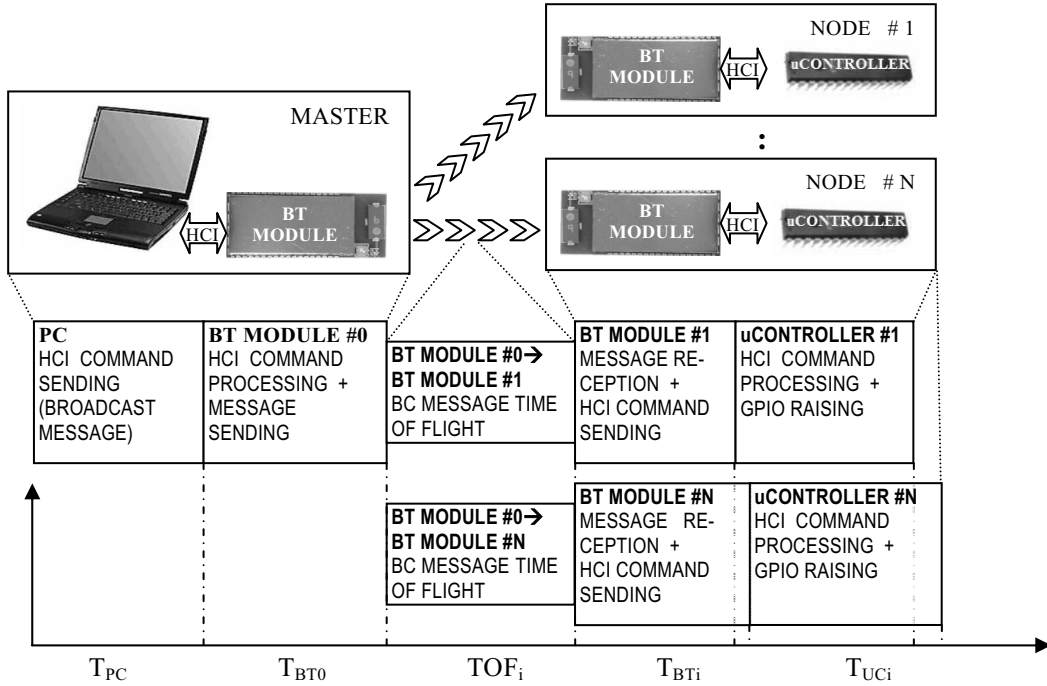 NODE # 1
BT
MODULE
HCI
uCONTROLLER
MASTER
HCI
BT
MODULE
:
NODE # N
BT
MODULE
HCI
uCONTROLLER
PC
HCI COMMAND
SENDING
(BROADCAST
MESSAGE)
BT MODULE #0
HCI COMMAND
PROCESSING +
MESSAGE
SENDING
BT MODULE #0→
BT MODULE #1
BC MESSAGE TIME
OF FLIGHT
BT MODULE #1
MESSAGE RE-
CEPTION +
HCI COMMAND
SENDING
uCONTROLLER #1
HCI COMMAND
PROCESSING +
GPIO RAISING
BT MODULE #0→
BT MODULE #N
BC MESSAGE TIME
OF FLIGHT
BT MODULE #N
MESSAGE RE-
CEPTION +
HCI COMMAND
SENDING
uCONTROLLER #N
HCI COMMAND
PROCESSING +
GPIO RAISING
TPC
TBT0
TOFi
TBTi
TUCi